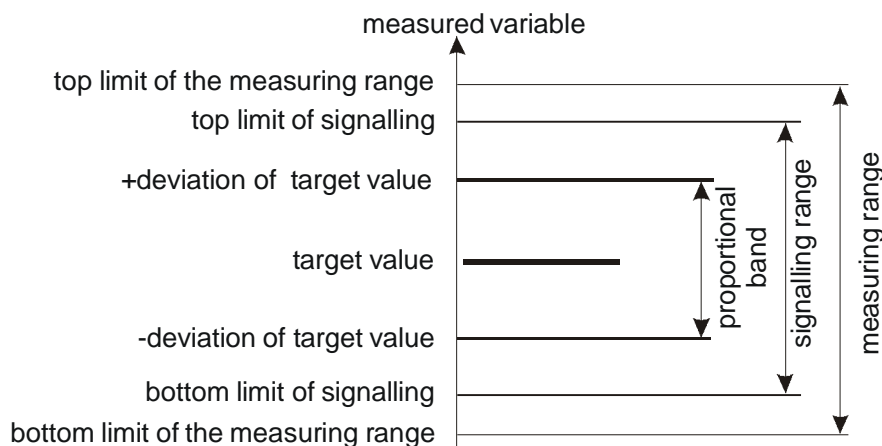 measured variable
top limit of the measuring range
top limit of signalling
+deviation of target value
target value
-deviation of target value
bottom limit of signalling
bottom limit of the measuring range
proportional
band
signalling range
measuring range